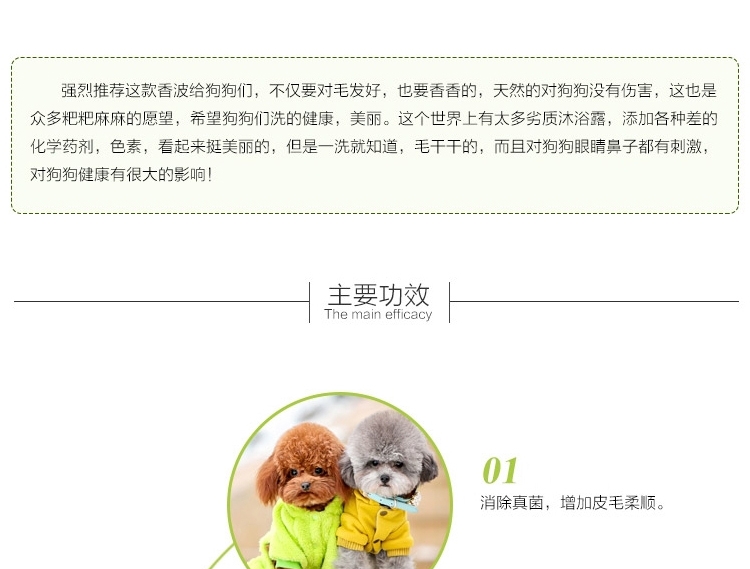 强烈推荐这款香波给狗狗们，不仅要对毛发好，也要香香的，天然的对狗狗没有伤害，这也是
众多粑粑麻麻的愿望，希望狗狗们洗的健康，美丽。这个世界上有太多劣质沐浴露，添加各种差的
化学药剂，色素，看起来挺美丽的，但是一洗就知道，毛干干的，而且对狗狗眼睛鼻子都有刺激，
对狗狗健康有很大的影响！
主要功效
The main efficacy
01
消除真菌，增加皮毛柔顺。